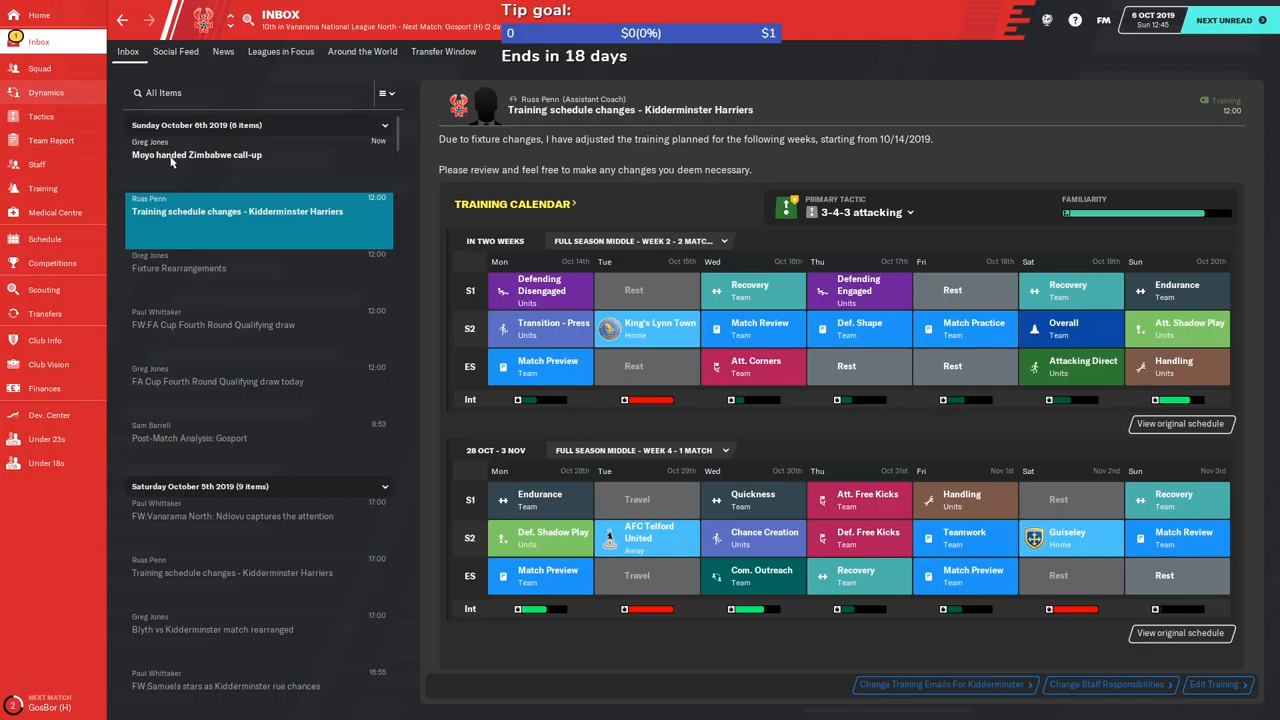 Home
Inbox
Squad
Dynamics
Tactics
Team Report
Staff
Training
Medical Centre
Schedule
Competitions
Scouting
Transfers
Club Info
Club Vision
Finances
Dev. Center
Under 23s
Under 18s
NEXT MATCH
2
GosBor (H)
INBOX
10th in Vanarama National League North - Next Match: Gosport (H) (2 da
Tip goal:
0 $0(0%) $1
Ends in 18 days
FM
6 OCT 2019
Sun 12:45
NEXT UNREAD
Inbox Social Feed News Leagues in Focus Around the World Transfer Window
All Items
Sunday October 6th 2019 (6 items)
Greg Jones Now
Moyo handed Zimbabwe call-up
Russ Penn 12:00
Training schedule changes - Kidderminster Harriers
Greg Jones 12:00
Fixture Rearrangements
Paul Whittaker 12:00
FW:FA Cup Fourth Round Qualifying draw
Greg Jones 12:00
FA Cup Fourth Round Qualifying draw today
Sam Barrell 8:53
Post-Match Analysis: Gosport
Saturday October 5th 2019 (9 items)
Paul Whittaker 17:00
FW:Vanarama North: Ndlovu captures the attention
Russ Penn 17:00
Training schedule changes - Kidderminster Harriers
Greg Jones 17:00
Blyth vs Kidderminster match rearranged
Paul Whittaker 16:55
FW:Samuels stars as Kidderminster rue chances
Russ Penn (Assistant Coach)
Training schedule changes - Kidderminster Harriers
Training
12:00
Due to fixture changes, I have adjusted the training planned for the following weeks, starting from 10/14/2019.
Please review and feel free to make any changes you deem necessary.
TRAINING CALENDAR
PRIMARY TACTIC
3-4-3 attacking
FAMILIARITY
IN TWO WEEKS FULL SEASON MIDDLE - WEEK 2 - 2 MATC...
Mon Oct 14th Tue Oct 15th Wed Oct 16th Thu Oct 17th Fri Oct 18th Sat Oct 19th Sun Oct 20th
S1 Defending Disengaged Units Rest Recovery Team Defending Engaged Units Rest Recovery Team Endurance Team
S2 Transition - Press Units King's Lynn Town Home Match Review Team Def. Shape Team Match Practice Team Overall Team Att. Shadow Play Units
ES Match Preview Team Rest Att. Corners Team Rest Rest Attacking Direct Units Handling Units
Int
View original schedule
28 OCT - 3 NOV FULL SEASON MIDDLE - WEEK 4 - 1 MATCH
Mon Oct 28th Tue Oct 29th Wed Oct 30th Thu Oct 31st Fri Nov 1st Sat Nov 2nd Sun Nov 3rd
S1 Endurance Team Travel Quickness Team Att. Free Kicks Team Handling Units Rest Recovery Team
S2 Def. Shadow Play Units AFC Telford United Away Chance Creation Units Def. Free Kicks Team Teamwork Team Guiseley Home Match Review Team
ES Match Preview Team Travel Com. Outreach Team Recovery Team Match Preview Team Rest Rest
Int
View original schedule
Change Training Emails For Kidderminster Change Staff Responsibilities Edit Training